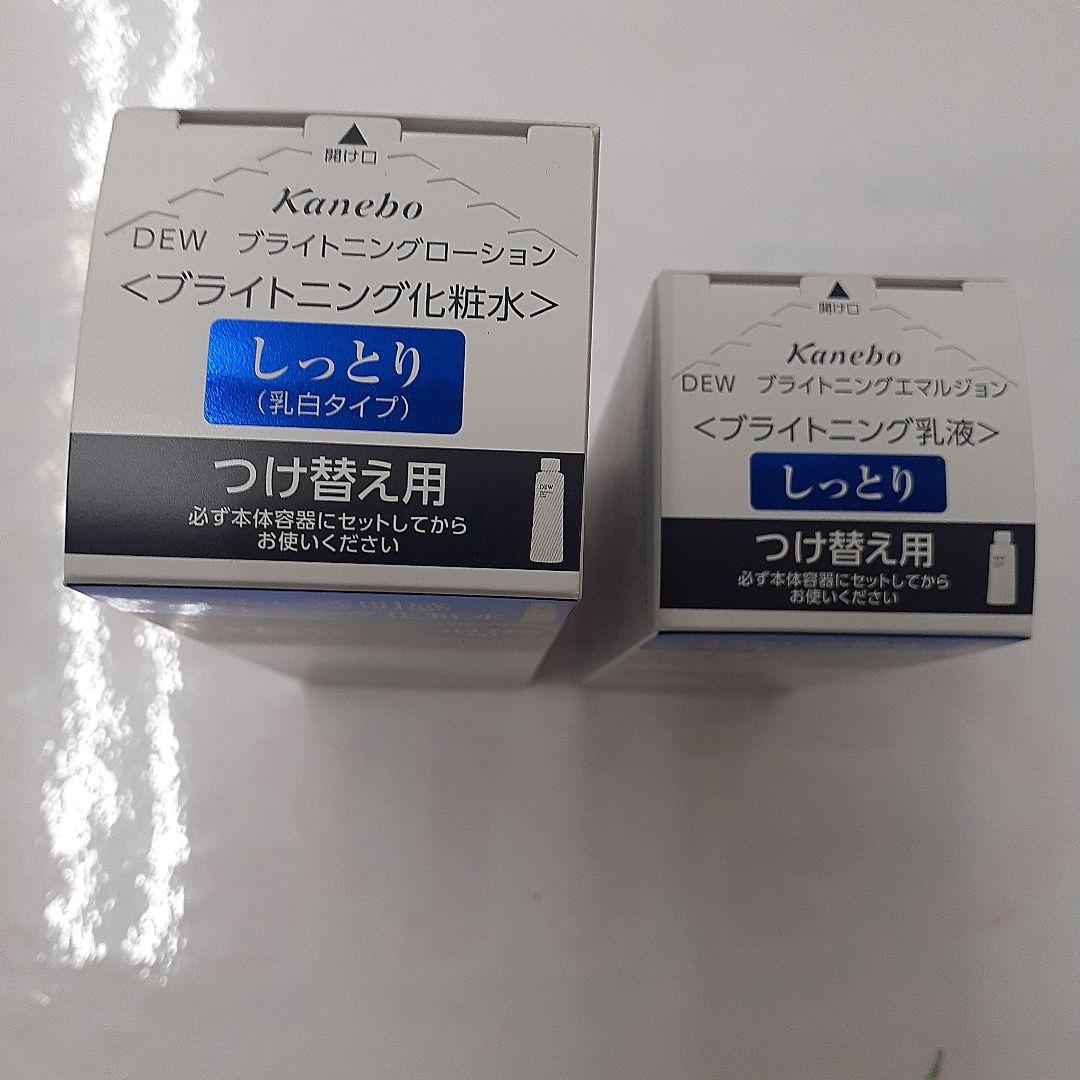 開け口
Kanebo
DEW ブライトニングローション
<ブライトニング化粧水>
しっとり
(乳白タイプ)
つけ替え用
必ず本体容器にセットしてから
お使いください
DEW
開け口
Kanebo
DEW ブライトニングエマルジョン
<ブライトニング乳液>
しっとり
つけ替え用
必ず本体容器にセットしてから
お使いください